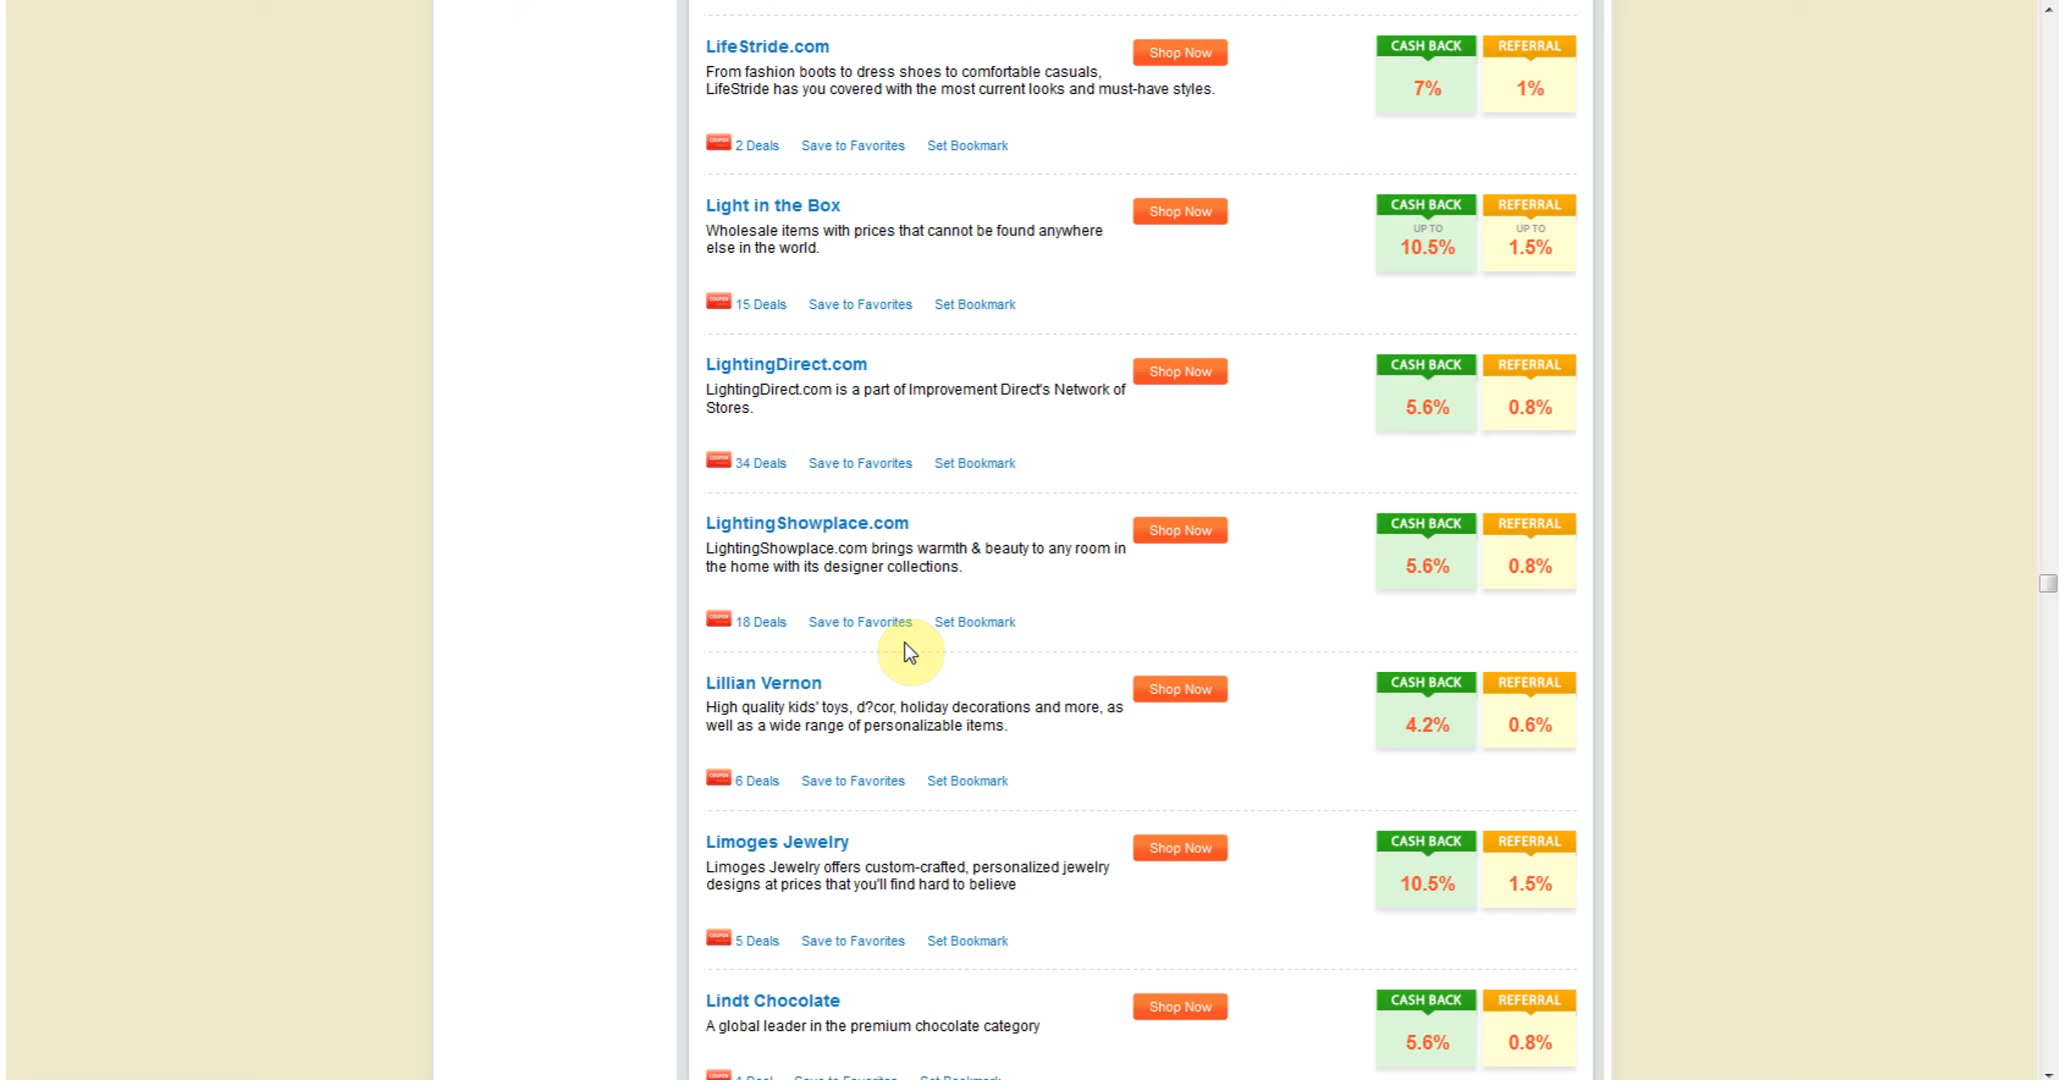 LifeStride.com
Shop Now
CASH BACK
REFERRAL
From fashion boots to dress shoes to comfortable casuals,
LifeStride has you covered with the most current looks and must-have styles.
7%
1%
COUPON
2 Deals
Save to Favorites
Set Bookmark
Light in the Box
Shop Now
CASH BACK
REFERRAL
Wholesale items with prices that cannot be found anywhere
else in the world.
UP TO
10.5%
UP TO
1.5%
COUPON
15 Deals
Save to Favorites
Set Bookmark
LightingDirect.com
Shop Now
CASH BACK
REFERRAL
LightingDirect.com is a part of Improvement Direct's Network of
Stores.
5.6%
0.8%
COUPON
34 Deals
Save to Favorites
Set Bookmark
LightingShowplace.com
Shop Now
CASH BACK
REFERRAL
LightingShowplace.com brings warmth & beauty to any room in
the home with its designer collections.
5.6%
0.8%
COUPON
18 Deals
Save to Favorites
Set Bookmark
Lillian Vernon
Shop Now
CASH BACK
REFERRAL
High quality kids' toys, d?cor, holiday decorations and more, as
well as a wide range of personalizable items.
4.2%
0.6%
COUPON
6 Deals
Save to Favorites
Set Bookmark
Limoges Jewelry
Shop Now
CASH BACK
REFERRAL
Limoges Jewelry offers custom-crafted, personalized jewelry
designs at prices that you'll find hard to believe
10.5%
1.5%
COUPON
5 Deals
Save to Favorites
Set Bookmark
Lindt Chocolate
Shop Now
CASH BACK
REFERRAL
A global leader in the premium chocolate category
5.6%
0.8%
Save to Favorites
Set Bookmark